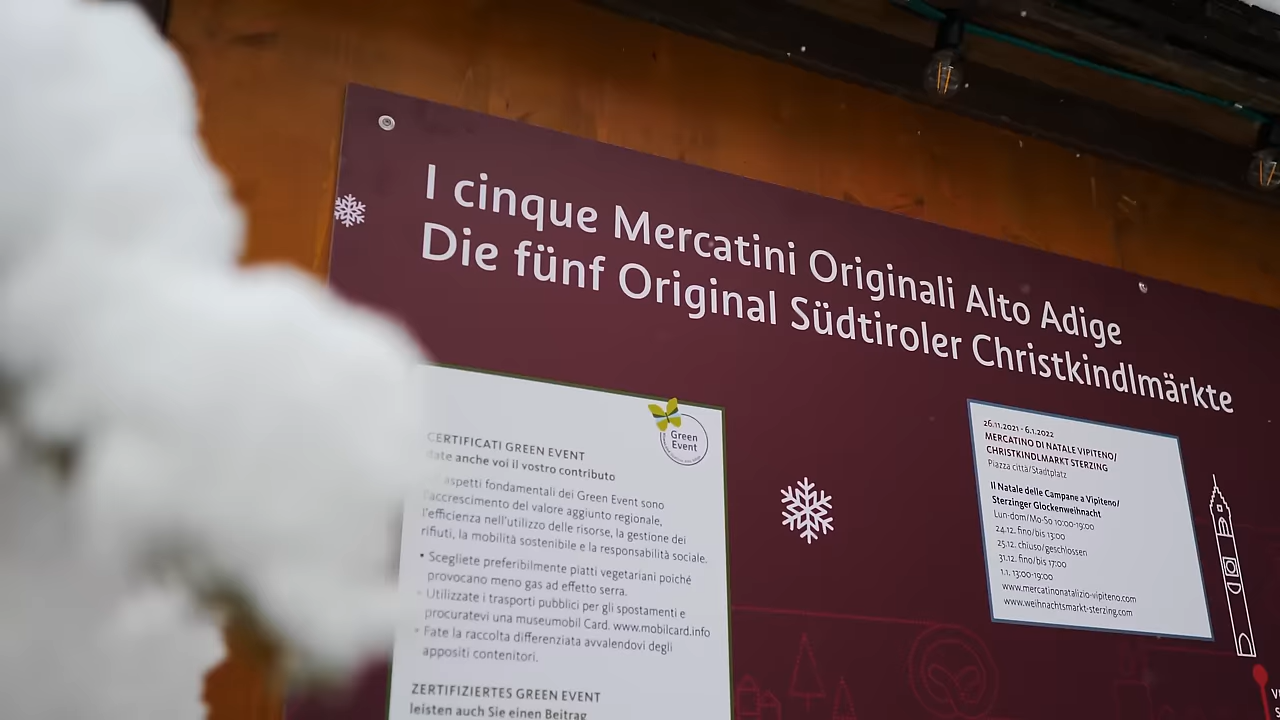 I cinque Mercatini Originali Alto Adige
Die fünf Original Südtiroler Christkindlmärkte
Green
Event
CERTIFICATI GREEN EVENT
date anche voi il vostro contributo
aspetti fondamentali dei Green Event sono
l'accrescimento del valore aggiunto regionale,
l'efficienza nell'utilizzo delle risorse, la gestione dei
rifiuti, la mobilità sostenibile e la responsabilità sociale.
• Scegliete preferibilmente piatti vegetariani poiché
provocano meno gas ad effetto serra.
- Utilizzate i trasporti pubblici per gli spostamenti e
procuratevi una museumobil Card. www.mobilcard.info
• Fate la raccolta differenziata avvalendovi degli
appositi contenitori.
ZERTIFIZIERTES GREEN EVENT
leisten auch Sie einen Beitrag
26.11.2021 - 6.1.2022
MERCATINO DI NATALE VIPITENO/
CHRISTKINDLMARKT STERZING
Piazza città/Stadtplatz
Il Natale delle Campane a Vipiteno/
Sterzinger Glockenweihnacht
Lun-dom/Mo-So 10:00-19:00
24.12. fino/bis 13:00
25.12. chiuso/geschlossen
31.12. fino/bis 17:00
1.1. 13:00-19:00
www.mercatinonatalizio-vipiteno.com
www.weihnachtsmarkt-sterzing.com